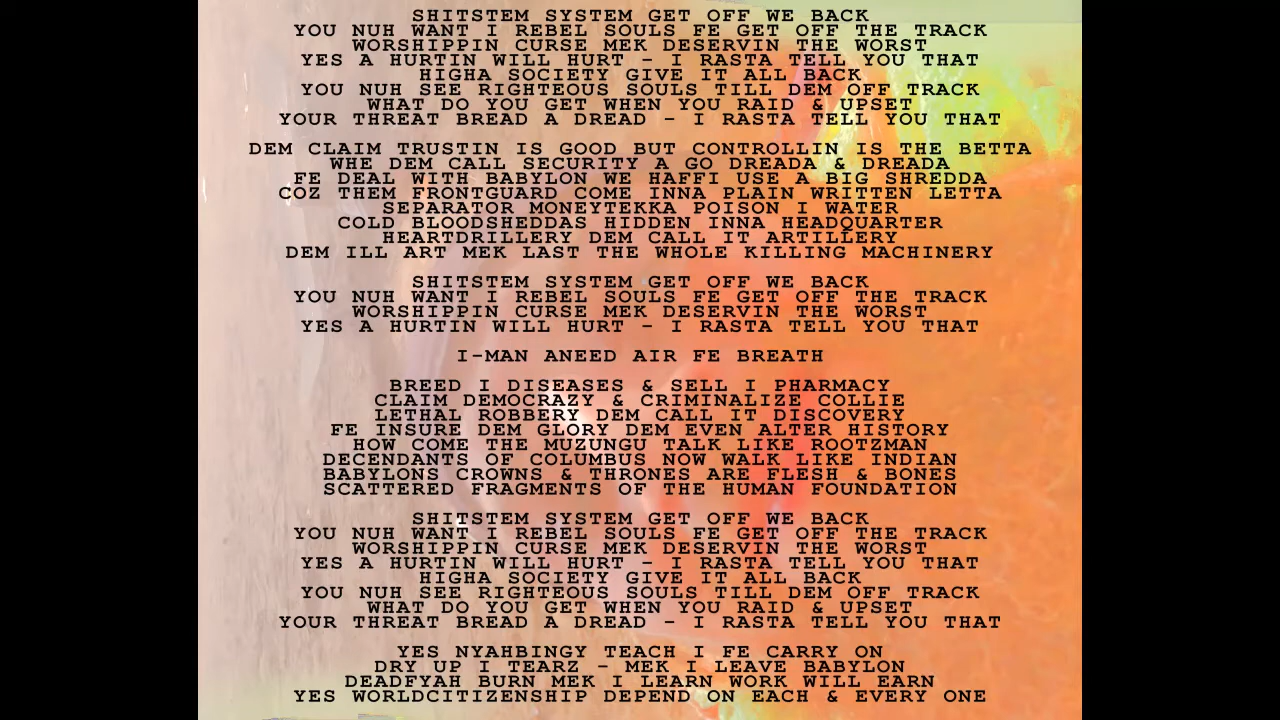 SHITSTEM SYSTEM GET OFF WE BACK
YOU NUH WANT I REBEL SOULS FE GET OFF THE TRACK
WORSHIPPIN CURSE MEK DESERVIN THE WORST
YES A HURTIN WILL HURT - I RASTA TELL YOU THAT
HIGHA SOCIETY GIVE IT ALL BACK
YOU NUH SEE RIGHTEOUS SOULS TILL DEM OFF TRACK
WHAT DO YOU GET WHEN YOU RAID & UPSET
YOUR THREAT BREAD A DREAD - I RASTA TELL YOU THAT
DEM CLAIM TRUSTIN IS GOOD BUT CONTROLLIN IS THE BETTA
WHE DEM CALL SECURITY A GO DREADA & DREADA
FE DEAL WITH BABYLON WE HAFFI USE A BIG SHREDDA
COZ THEM FRONTGUARD COME INNA PLAIN WRITTEN LETTA
SEPARATOR MONEYTEKKA POISON I WATER
COLD BLOODSHEDDAS HIDDEN INNA HEADQUARTER
HEARTDRILLERY DEM CALL IT ARTILLERY
DEM ILL ART MEK LAST THE WHOLE KILLING MACHINERY
SHITSTEM SYSTEM GET OFF WE BACK
YOU NUH WANT I REBEL SOULS FE GET OFF THE TRACK
WORSHIPPIN CURSE MEK DESERVIN THE WORST
YES A HURTIN WILL HURT - I RASTA TELL YOU THAT
I-MAN ANEED AIR FE BREATH
BREED I DISEASES & SELL I PHARMACY
CLAIM DEMOCRAZY & CRIMINALIZE COLLIE
LETHAL ROBBERY DEM CALL IT DISCOVERY
FE INSURE DEM GLORY DEM EVEN ALTER HISTORY
HOW COME THE MUZUNGU TALK LIKE ROOTZMAN
DECENDANTS OF COLUMBUS NOW WALK LIKE INDIAN
BABYLONS CROWNS & THRONES ARE FLESH & BONES
SCATTERED FRAGMENTS OF THE HUMAN FOUNDATION
SHITSTEM SYSTEM GET OFF WE BACK
YOU NUH WANT I REBEL SOULS FE GET OFF THE TRACK
WORSHIPPIN CURSE MEK DESERVIN THE WORST
YES A HURTIN WILL HURT - I RASTA TELL YOU THAT
HIGHA SOCIETY GIVE IT ALL BACK
YOU NUH SEE RIGHTEOUS SOULS TILL DEM OFF TRACK
WHAT DO YOU GET WHEN YOU RAID & UPSET
YOUR THREAT BREAD A DREAD - I RASTA TELL YOU THAT
YES NYAHBINGY TEACH I FE CARRY ON
DRY UP I TEARZ - MEK I LEAVE BABYLON
DEADFYAH BURN MEK I LEARN WORK WILL EARN
YES WORLDCITIZENSHIP DEPEND ON EACH & EVERY ONE